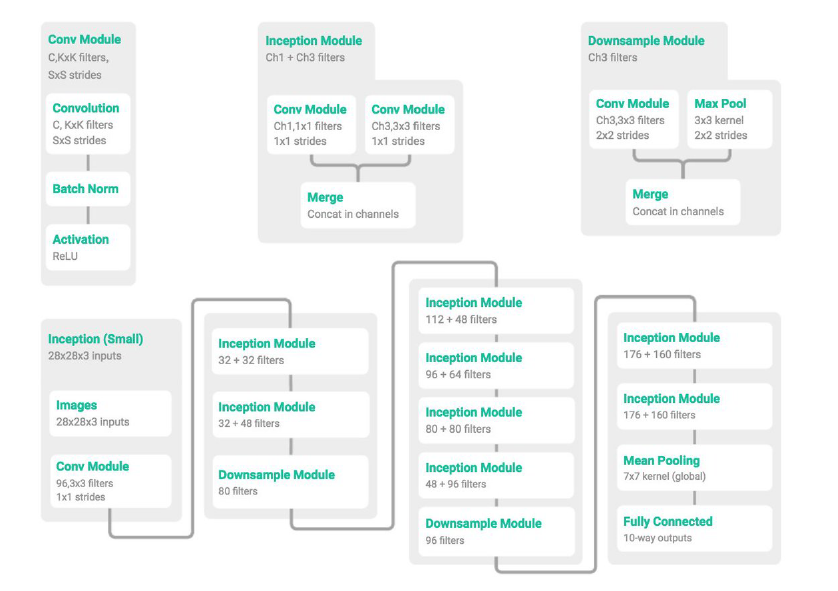 Conv Module
C,KxK filters,
SxS strides
Convolution
C, KxK filters
SxS strides
Batch Norm
Activation
ReLU
Inception Module
Ch1 + Ch3 filters
Conv Module
Ch1,1x1 filters
1x1 strides
Conv Module
Ch3,3x3 filters
1x1 strides
Merge
Concat in channels
Downsample Module
Ch3 filters
Conv Module
Ch3,3x3 filters
2x2 strides
Max Pool
3x3 kernel
2x2 strides
Merge
Concat in channels
Inception (Small)
28x28x3 inputs
Images
28x28x3 inputs
Conv Module
96,3x3 filters
1x1 strides
Inception Module
32 + 32 filters
Inception Module
32 + 48 filters
Downsample Module
80 filters
Inception Module
112 + 48 filters
Inception Module
96 + 64 filters
Inception Module
80 + 80 filters
Inception Module
48 + 96 filters
Downsample Module
96 filters
Inception Module
176 + 160 filters
Inception Module
176 + 160 filters
Mean Pooling
7x7 kernel (global)
Fully Connected
10-way outputs